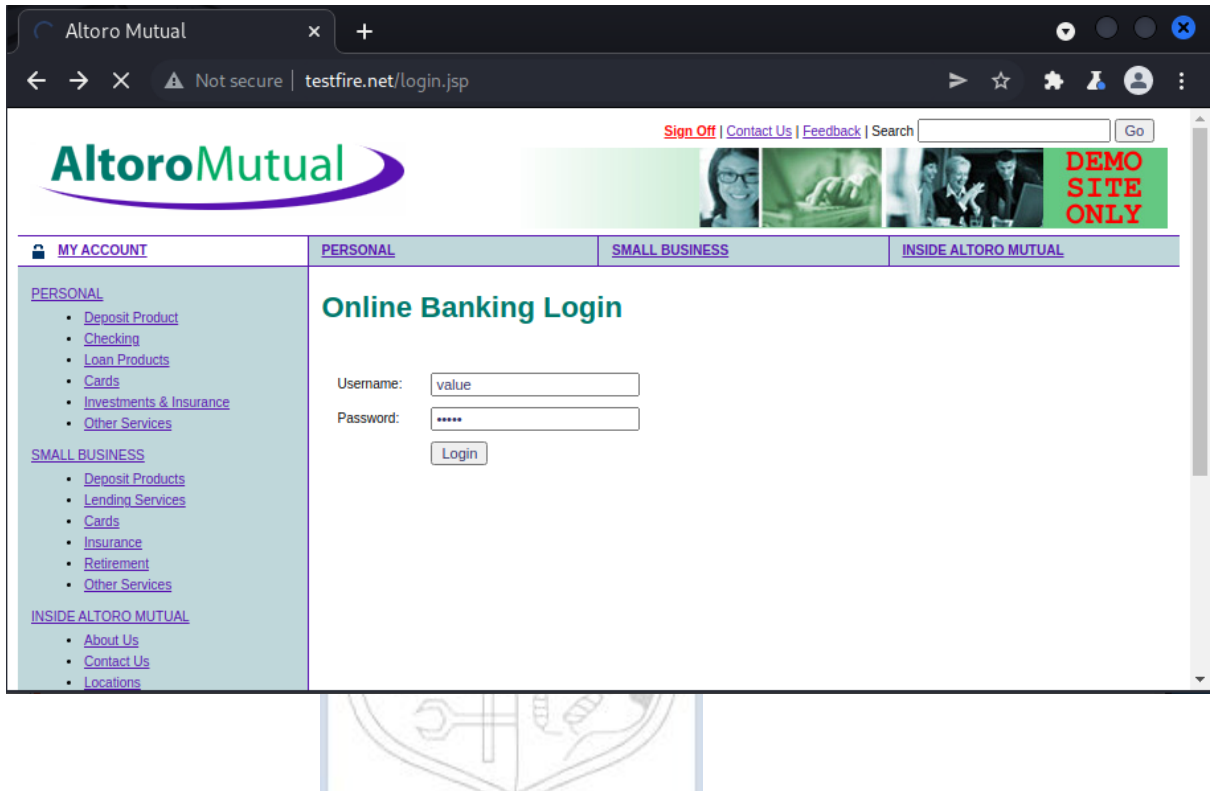 Altoro Mutual
Not secure | testfire.net/login.jsp
Sign Off | Contact Us | Feedback | Search Go
AltoroMutual
DEMO
SITE
ONLY
MY ACCOUNT PERSONAL SMALL BUSINESS INSIDE ALTORO MUTUAL
PERSONAL
• Deposit Product
• Checking
• Loan Products
• Cards
• Investments & Insurance
• Other Services
SMALL BUSINESS
• Deposit Products
• Lending Services
• Cards
• Insurance
• Retirement
• Other Services
INSIDE ALTORO MUTUAL
• About Us
• Contact Us
• Locations
Online Banking Login
Username: value
Password: •••••
Login